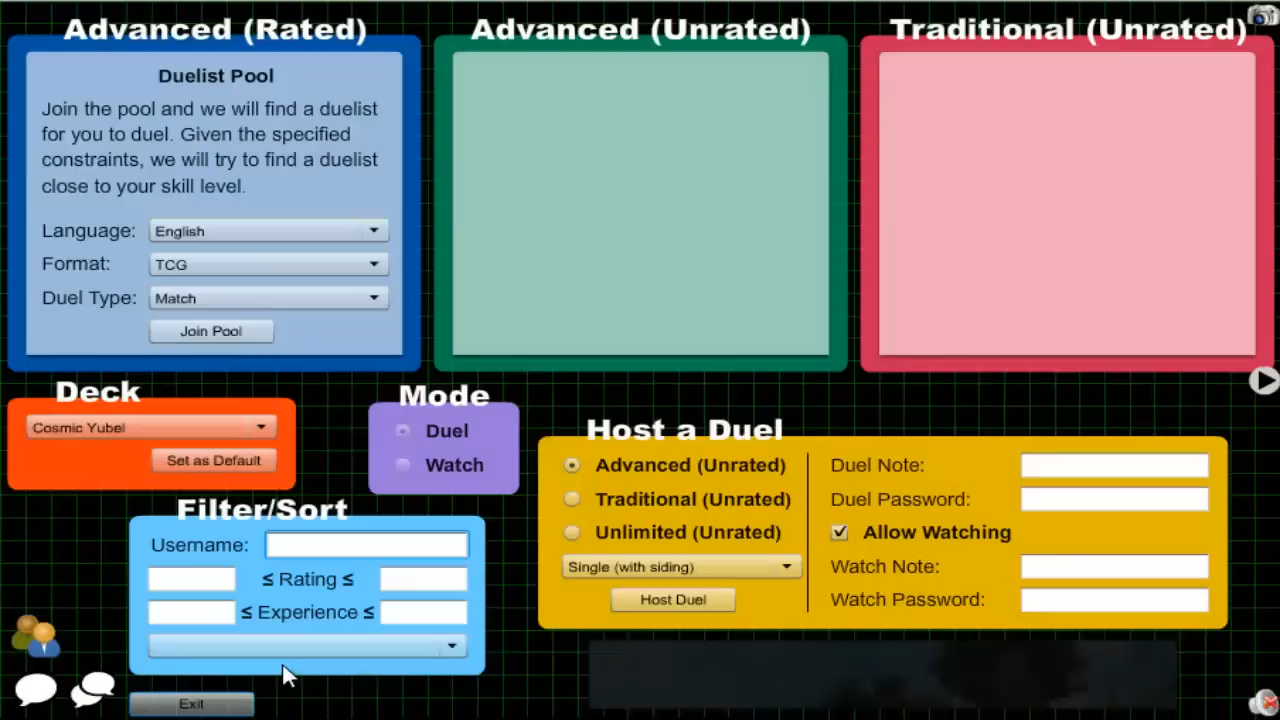 Advanced (Rated)
Duelist Pool
Join the pool and we will find a duelist
for you to duel. Given the specified
constraints, we will try to find a duelist
close to your skill level.
Language: English
Format: TCG
Duel Type: Match
Join Pool
Advanced (Unrated)
Traditional (Unrated)
Deck
Cosmic Yubel
Set as Default
Mode
Duel
Watch
Filter/Sort
Username:
≤ Rating ≤
≤ Experience ≤
Exit
Host a Duel
Advanced (Unrated)
Traditional (Unrated)
Unlimited (Unrated)
Single (with siding)
Host Duel
Duel Note:
Duel Password:
Allow Watching
Watch Note:
Watch Password: